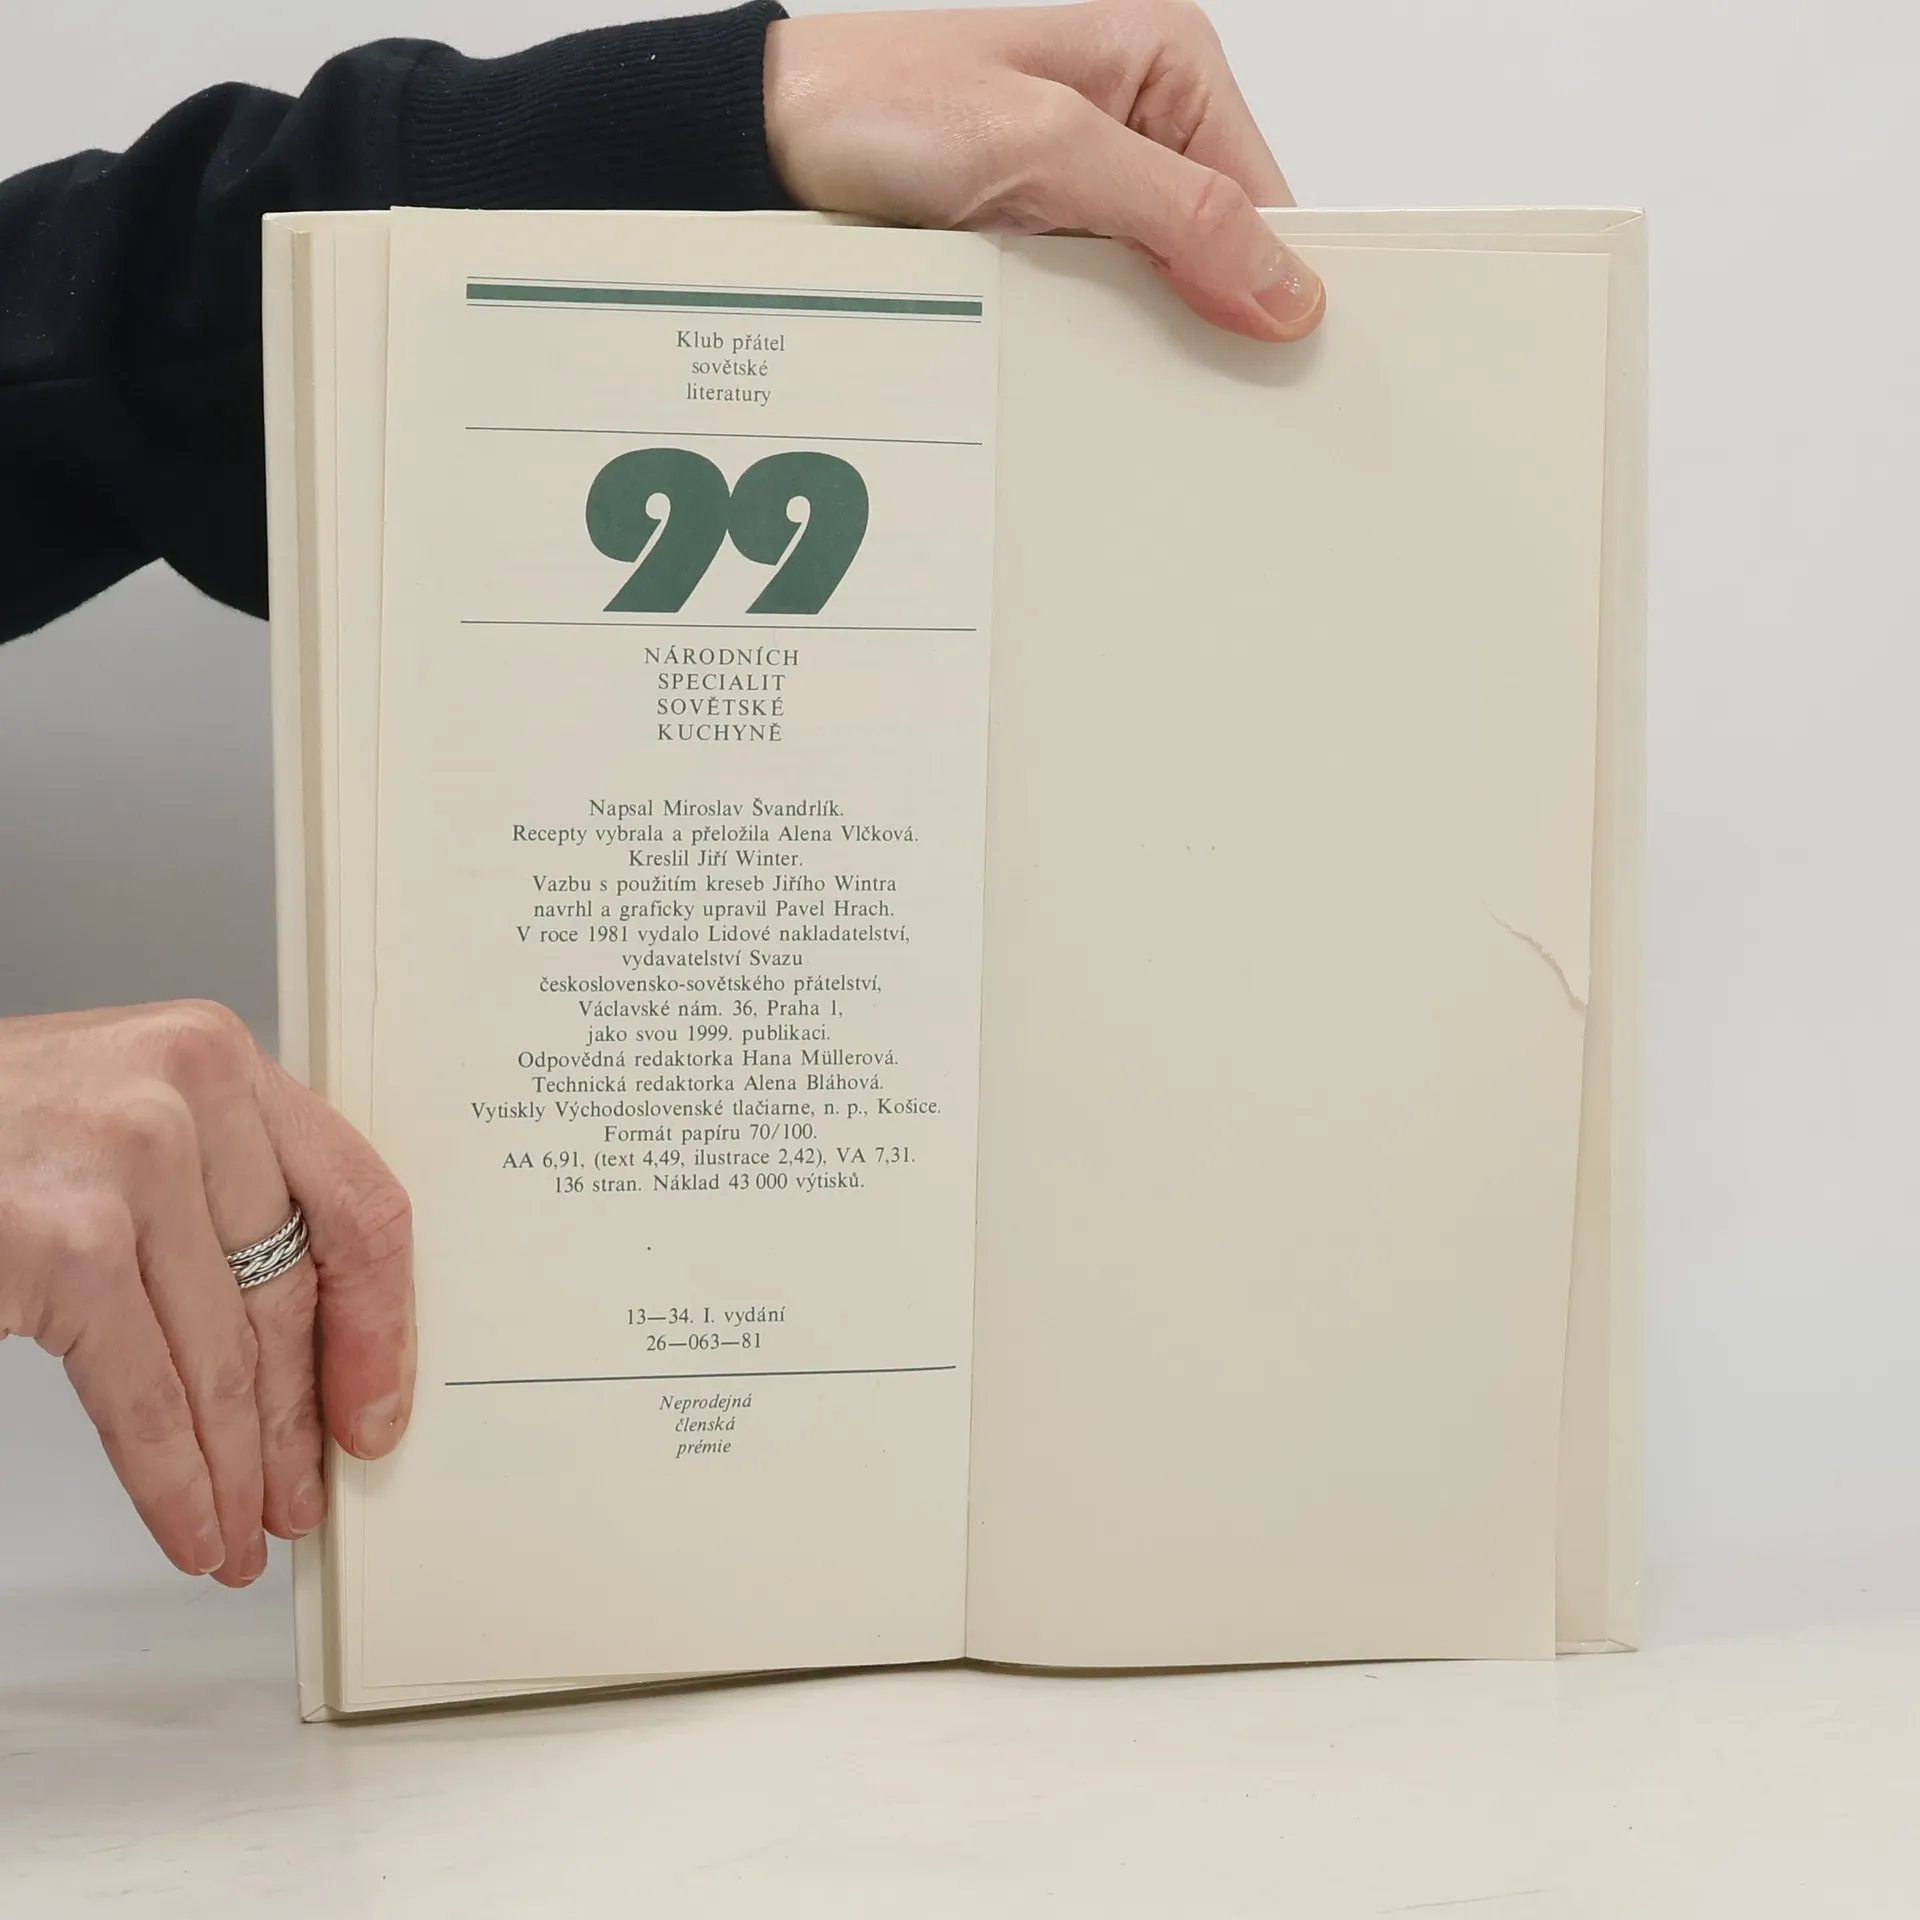 Klub přátel
sovětské
literatury
99
NÁRODNÍCH
SPECIALIT
SOVĚTSKÉ
KUCHYNĚ
Napsal Miroslav Švandrlík.
Recepty vybrala a přeložila Alena Vlčková.
Kreslil Jiří Winter.
Vazbu s použitím kreseb Jiřího Wintra
navrhl a graficky upravil Pavel Hrach.
V roce 1981 vydalo Lidové nakladatelství,
vydavatelství Svazu
československo-sovětského přátelství,
Václavské nám. 36, Praha 1,
jako svou 1999. publikaci.
Odpovědná redaktorka Hana Müllerová.
Technická redaktorka Alena Bláhová.
Vytiskly Východoslovenské tlačiarne, n. p., Košice.
Formát papíru 70/100.
AA 6,91, (text 4,49, ilustrace 2,42), VA 7,31.
136 stran. Náklad 43 000 výtisků.
13—34. I. vydání
26—063—81
Neprodejná
členská
prémie